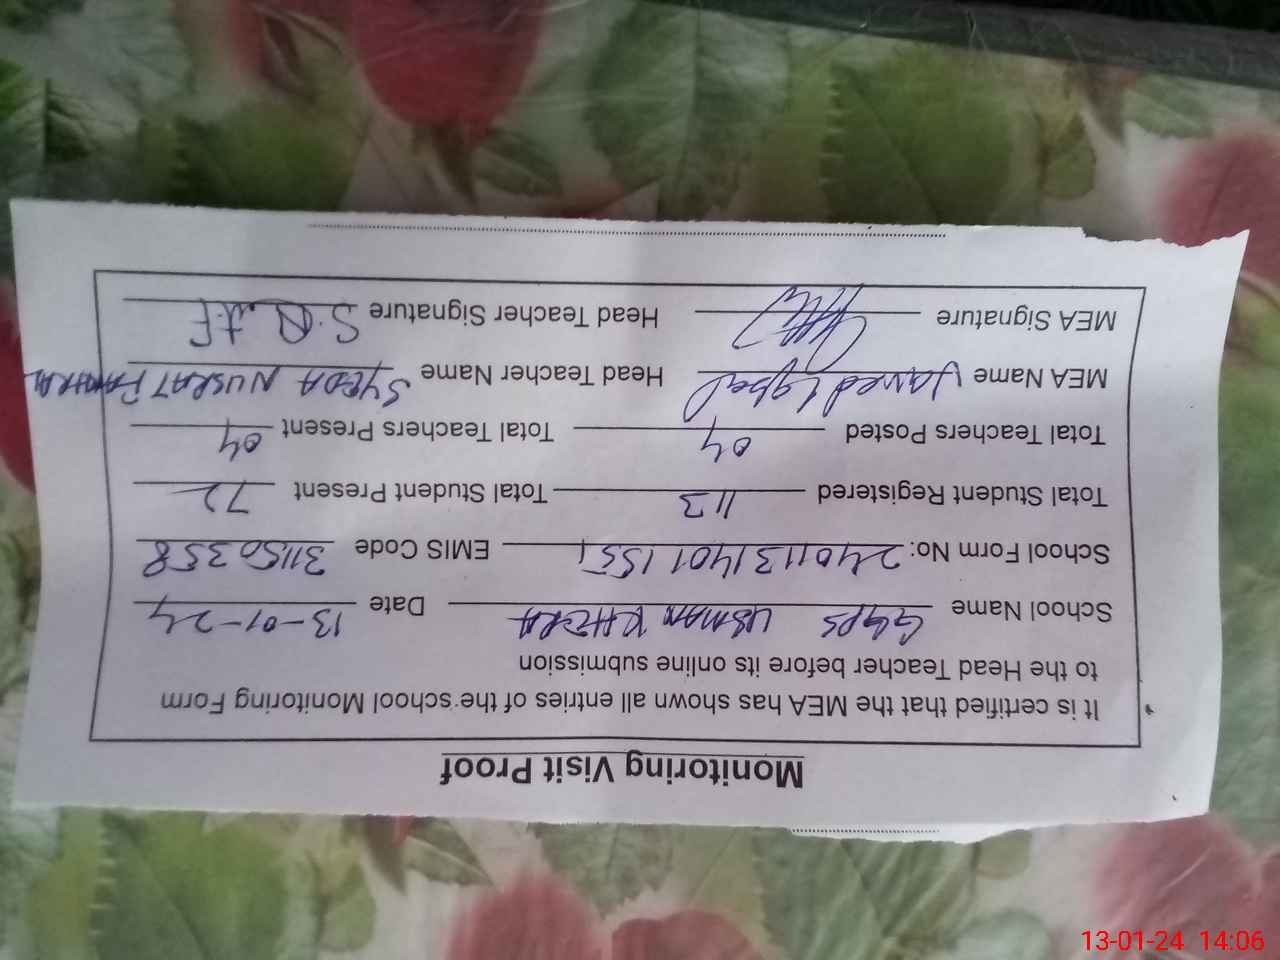 Monitoring Visit Proof
It is certified that the MEA has shown all entries of the school Monitoring Form
to the Head Teacher before its online submission
School Name GGPS USMAN KHERA Date 13-01-24
School Form No: 2401131401155 EMIS Code 31150358
Total Student Registered 113 Total Student Present 72
Total Teachers Posted 04 Total Teachers Present 04
MEA Name Javed Iqbal Head Teacher Name SYEDA NUSRAT
MEA Signature Head Teacher Signature
13-01-24 14:06